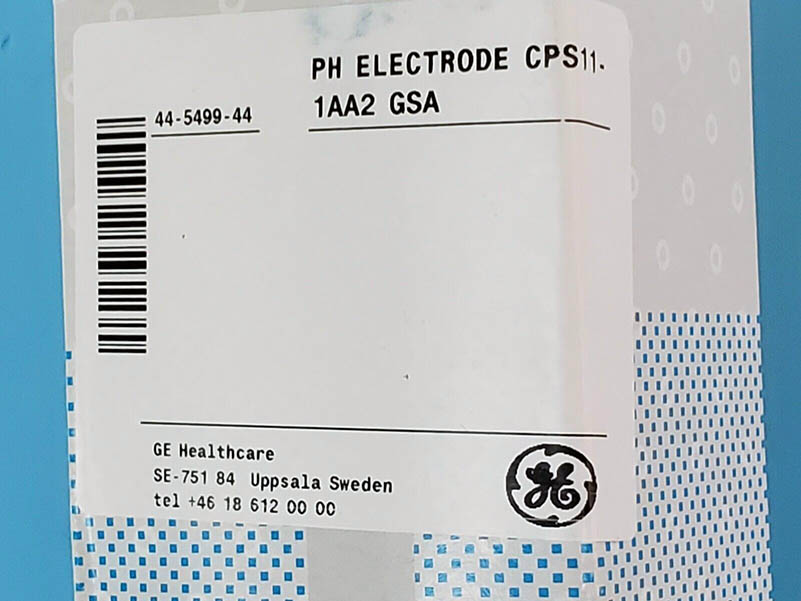 PH ELECTRODE CPS11.
1AA2 GSA
44-5499-44
GE Healthcare
SE-751 84 Uppsala Sweden
tel +46 18 612 00 00
GE